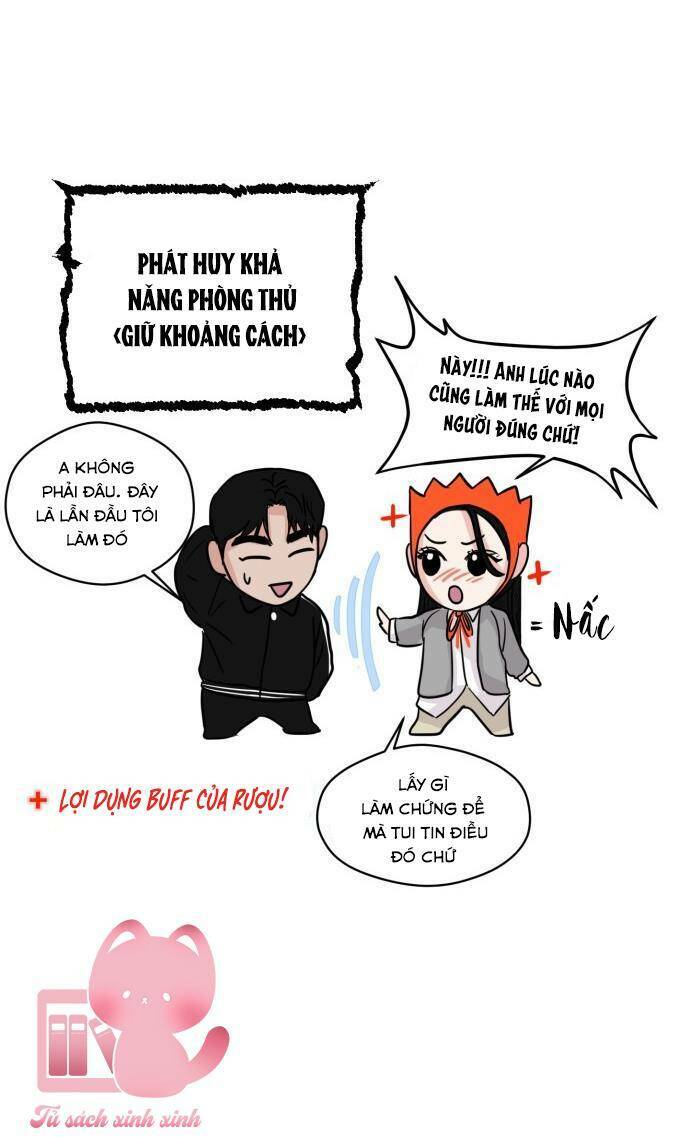 PHÁT HUY KHẢ
NĂNG PHÒNG THỦ
<GIỮ KHOẢNG CÁCH>
NÀY!!! ANH LÚC NÀO
CŨNG LÀM THẾ VỚI MỌI
NGƯỜI ĐÚNG CHỨ!
A KHÔNG
PHẢI ĐÂU. ĐÂY
LÀ LẦN ĐẦU TÔI
LÀM ĐÓ
= NẤC
+ LỢI DỤNG BUFF CỦA RƯỢU!
LẤY GÌ
LÀM CHỨNG ĐỂ
MÀ TUI TIN ĐIỀU
ĐÓ CHỨ
Tủ sách xinh xinh